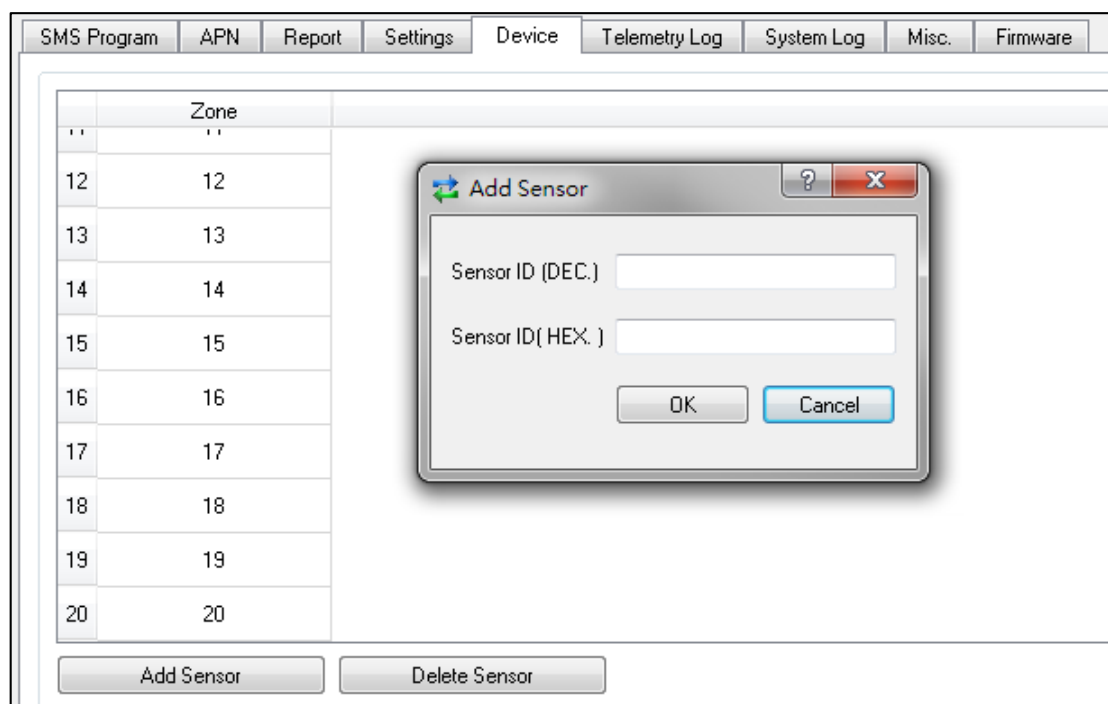 SMS Program APN Report Settings Device Telemetry Log System Log Misc. Firmware
Zone
12 12
13 13
14 14
15 15
16 16
17 17
18 18
19 19
20 20
Add Sensor ? X
Sensor ID (DEC.)
Sensor ID( HEX. )
OK Cancel
Add Sensor Delete Sensor